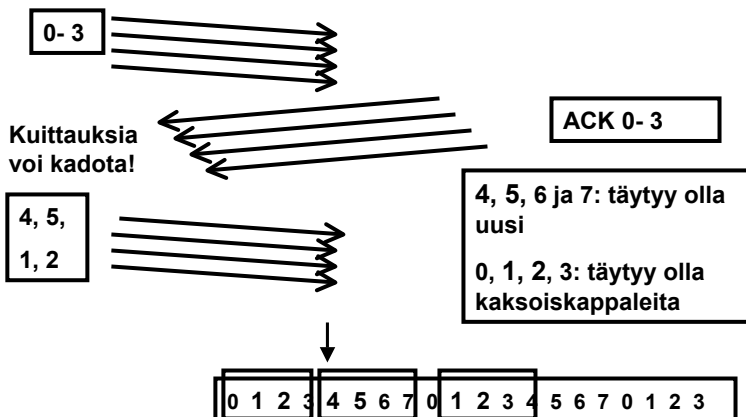 0- 3
ACK 0- 3
Kuittauksia
voi kadota!
4, 5,
1, 2
4, 5, 6 ja 7: täytyy olla
uusi
0, 1, 2, 3: täytyy olla
kaksoiskappaleita
0 1 2 3 4 5 6 7 0 1 2 3 4 5 6 7 0 1 2 3